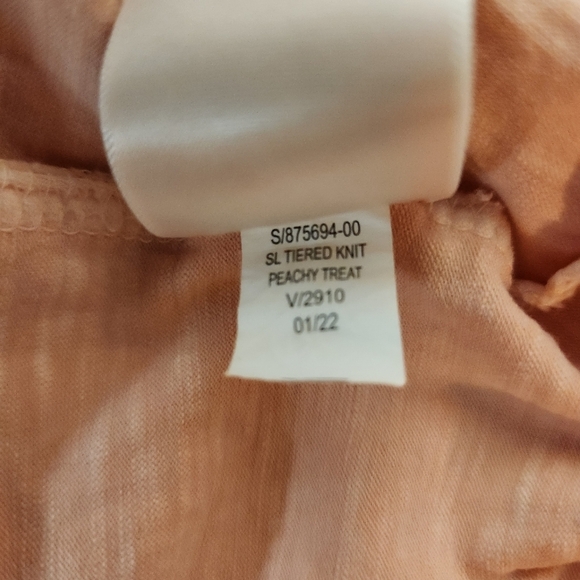 S/875694-00
SL TIERED KNIT
PEACHY TREAT
V/2910
01/22